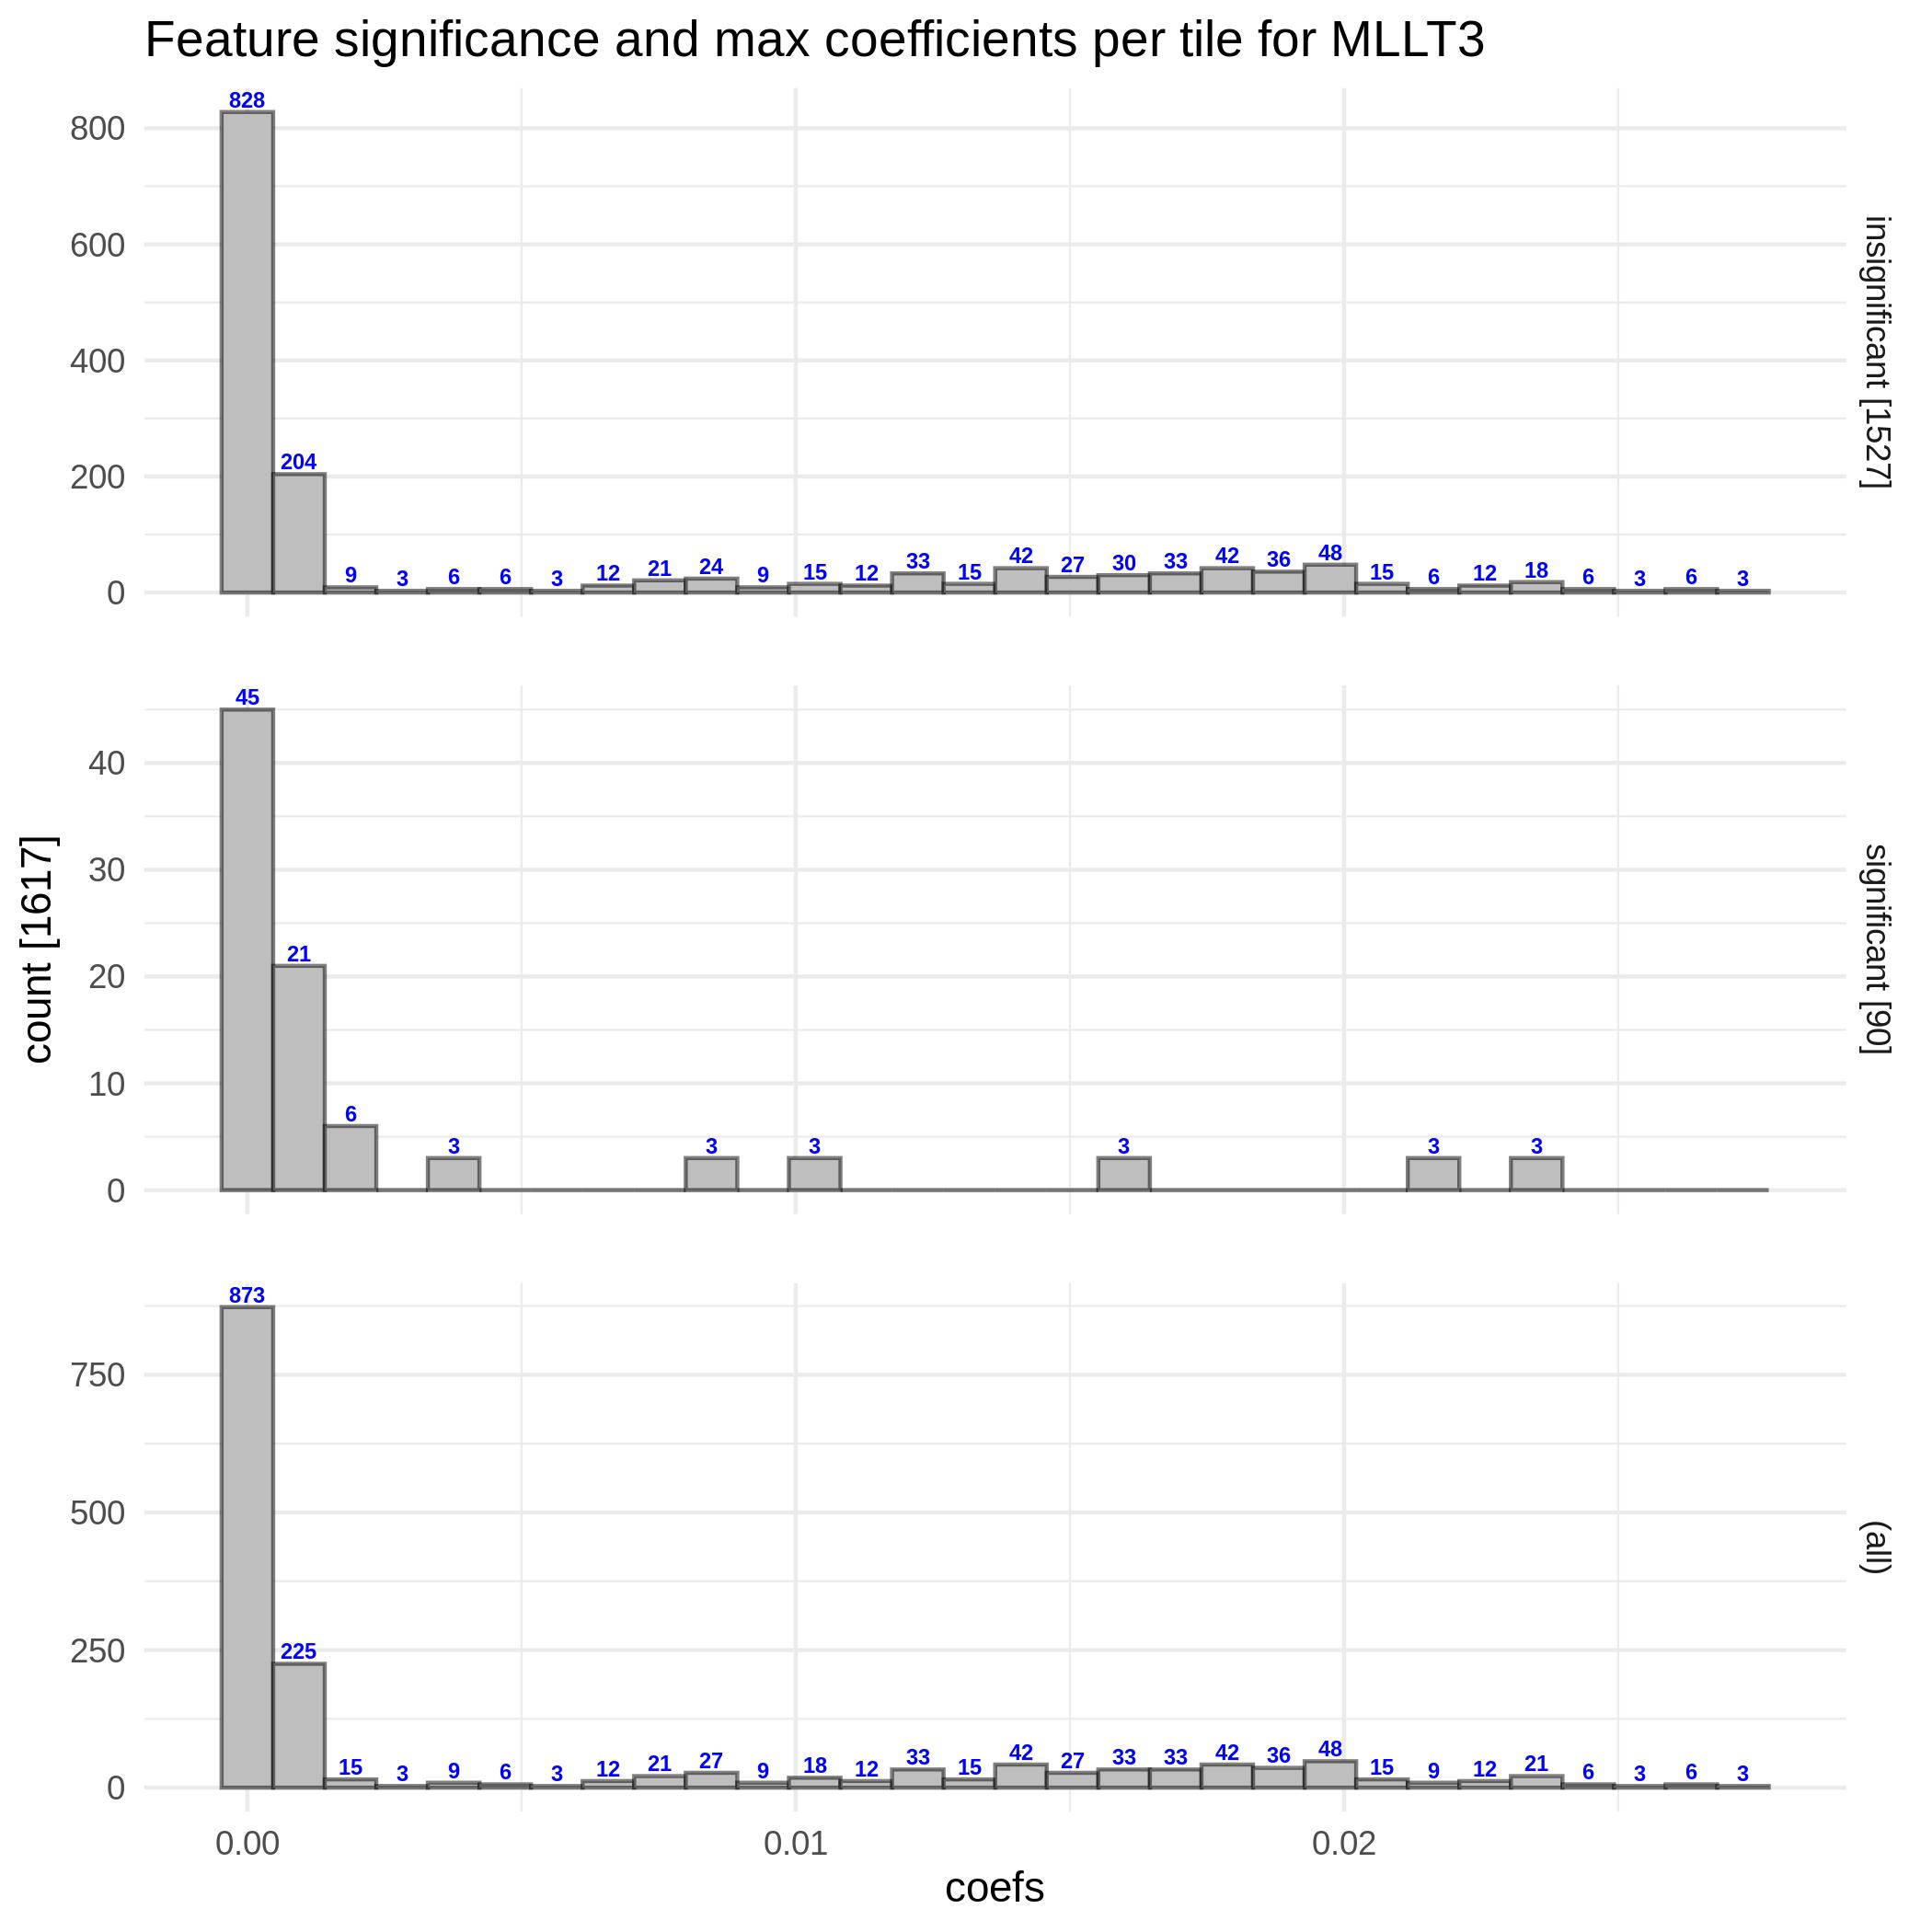 Feature significance and max coefficients per tile for MLLT3
828
800
600
400
204
200
9 3 6 6 3 12 21 24 9 15 12 33 15 42 27 30 33 42 36 48 15 6 12 18 6 3 6 3
0
insignificant [1527]
45
40
30
21
20
10
6
3 3 3 3 3 3
0
significant [90]
count [1617]
873
750
500
250
225
15 3 9 6 3 12 21 27 9 18 12 33 15 42 27 33 33 42 36 48 15 9 12 21 6 3 6 3
0
(all)
0.00 0.01 0.02
coefs